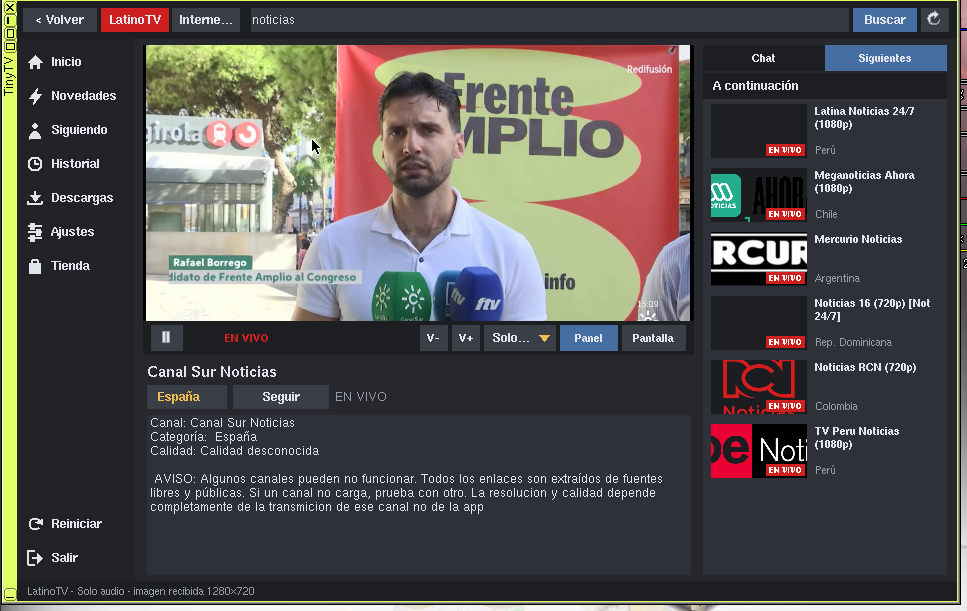 TinyTV
< Volver
LatinoTV
Interne...
noticias
Buscar
Inicio
Novedades
Siguiendo
Historial
Descargas
Ajustes
Tienda
Reiniciar
Salir
Redifusión
Frente
AMPLIO
info
Rafael Borrego
didato de Frente Amplio al Congreso
ftv
15:09
EN VIVO
V-
V+
Solo...
Panel
Pantalla
Canal Sur Noticias
España
Seguir
EN VIVO
Canal: Canal Sur Noticias
Categoría: España
Calidad: Calidad desconocida
AVISO: Algunos canales pueden no funcionar. Todos los enlaces son extraídos de fuentes
libres y públicas. Si un canal no carga, prueba con otro. La resolucion y calidad depende
completamente de la transmicion de ese canal no de la app
Chat
Siguientes
A continuación
EN VIVO
Latina Noticias 24/7
(1080p)
Perú
AHOR
OTICIAS
EN VIVO
Meganoticias Ahora
(1080p)
Chile
RCUR
EN VIVO
Mercurio Noticias
Argentina
EN VIVO
Noticias 16 (720p) [Not
24/7]
Rep. Dominicana
RCN
Noticias
EN VIVO
Noticias RCN (720p)
Colombia
pe Noti
EN VIVO
TV Peru Noticias
(1080p)
Perú
LatinoTV - Solo audio - imagen recibida 1280×720